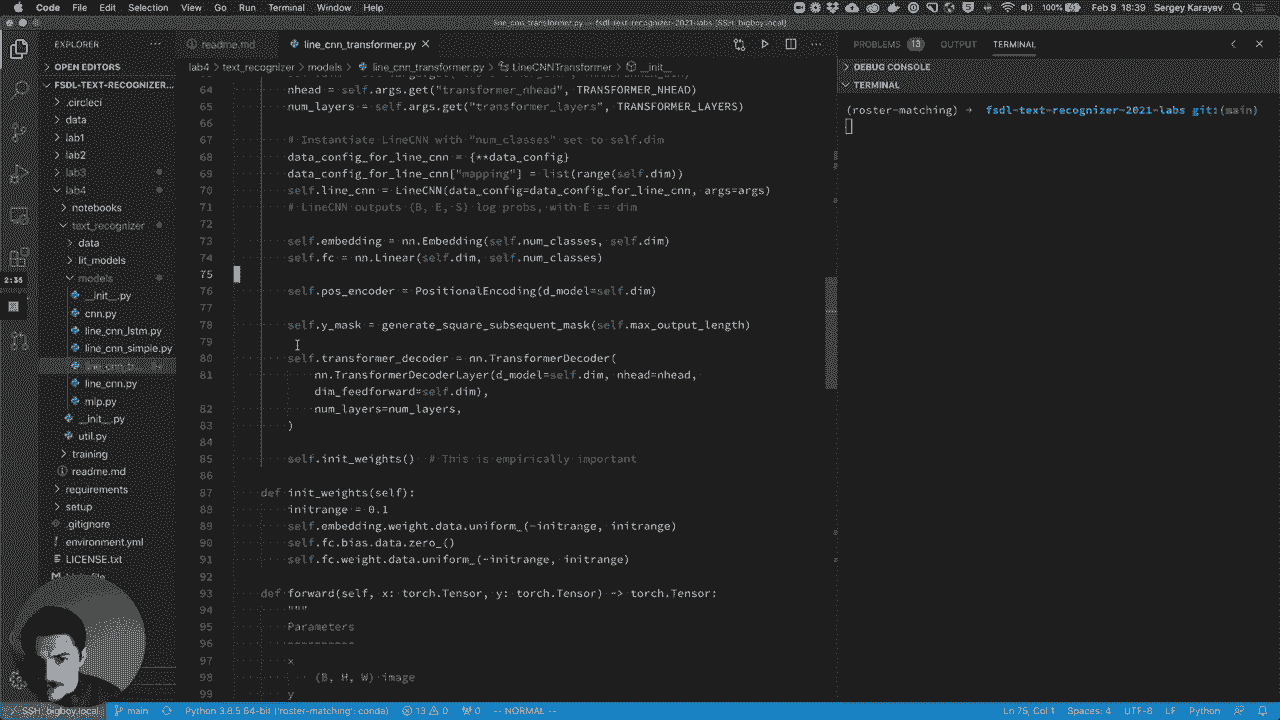 Code File Edit Selection View Go Run Terminal Window Help 100% Feb 9 18:39 Sergey Karayev
line_cnn_transformer.py — fsdl-text-recognizer-2021-labs [SSH: bigboy.local]
EXPLORER
readme.md
line_cnn_transformer.py
PROBLEMS 13 OUTPUT TERMINAL
OPEN EDITORS
FSDL-TEXT-RECOGNIZER...
.circleci
data
lab1
lab2
lab3
lab4
notebooks
text_recognizer
data
lit_models
models
__init__.py
cnn.py
line_cnn_lstm.py
line_cnn_simple.py
line_cnn_tr...
line_cnn.py
mlp.py
__init__.py
util.py
training
readme.md
requirements
setup
.gitignore
environment.yml
LICENSE.txt
2:35
lab4 > text_recognizer > models > line_cnn_transformer.py > LineCNNTransformer > __init__
64 nhead = self.args.get("transformer_nhead", TRANSFORMER_NHEAD)
65 num_layers = self.args.get("transformer_layers", TRANSFORMER_LAYERS)
66
67 # Instantiate LineCNN with "num_classes" set to self.dim
68 data_config_for_line_cnn = {**data_config}
69 data_config_for_line_cnn["mapping"] = list(range(self.dim))
70 self.line_cnn = LineCNN(data_config=data_config_for_line_cnn, args=args)
71 # LineCNN outputs (B, E, S) log probs, with E == dim
72
73 self.embedding = nn.Embedding(self.num_classes, self.dim)
74 self.fc = nn.Linear(self.dim, self.num_classes)
75
76 self.pos_encoder = PositionalEncoding(d_model=self.dim)
77
78 self.y_mask = generate_square_subsequent_mask(self.max_output_length)
79
80 self.transformer_decoder = nn.TransformerDecoder(
81 nn.TransformerDecoderLayer(d_model=self.dim, nhead=nhead,
dim_feedforward=self.dim),
82 num_layers=num_layers,
83 )
84
85 self.init_weights() # This is empirically important
86
87 def init_weights(self):
88 initrange = 0.1
89 self.embedding.weight.data.uniform_(-initrange, initrange)
90 self.fc.bias.data.zero_()
91 self.fc.weight.data.uniform_(-initrange, initrange)
92
93 def forward(self, x: torch.Tensor, y: torch.Tensor) -> torch.Tensor:
94 """
95 Parameters
96 ----------
97 x
98 (B, H, W) image
99 y
DEBUG CONSOLE
TERMINAL
(roster-matching) → fsdl-text-recognizer-2021-labs git:(main)
SSH: bigboy.local main Python 3.8.5 64-bit ('roster-matching': conda) 13 0 0 -- NORMAL -- Ln 75, Col 1 Spaces: 4 UTF-8 LF Python